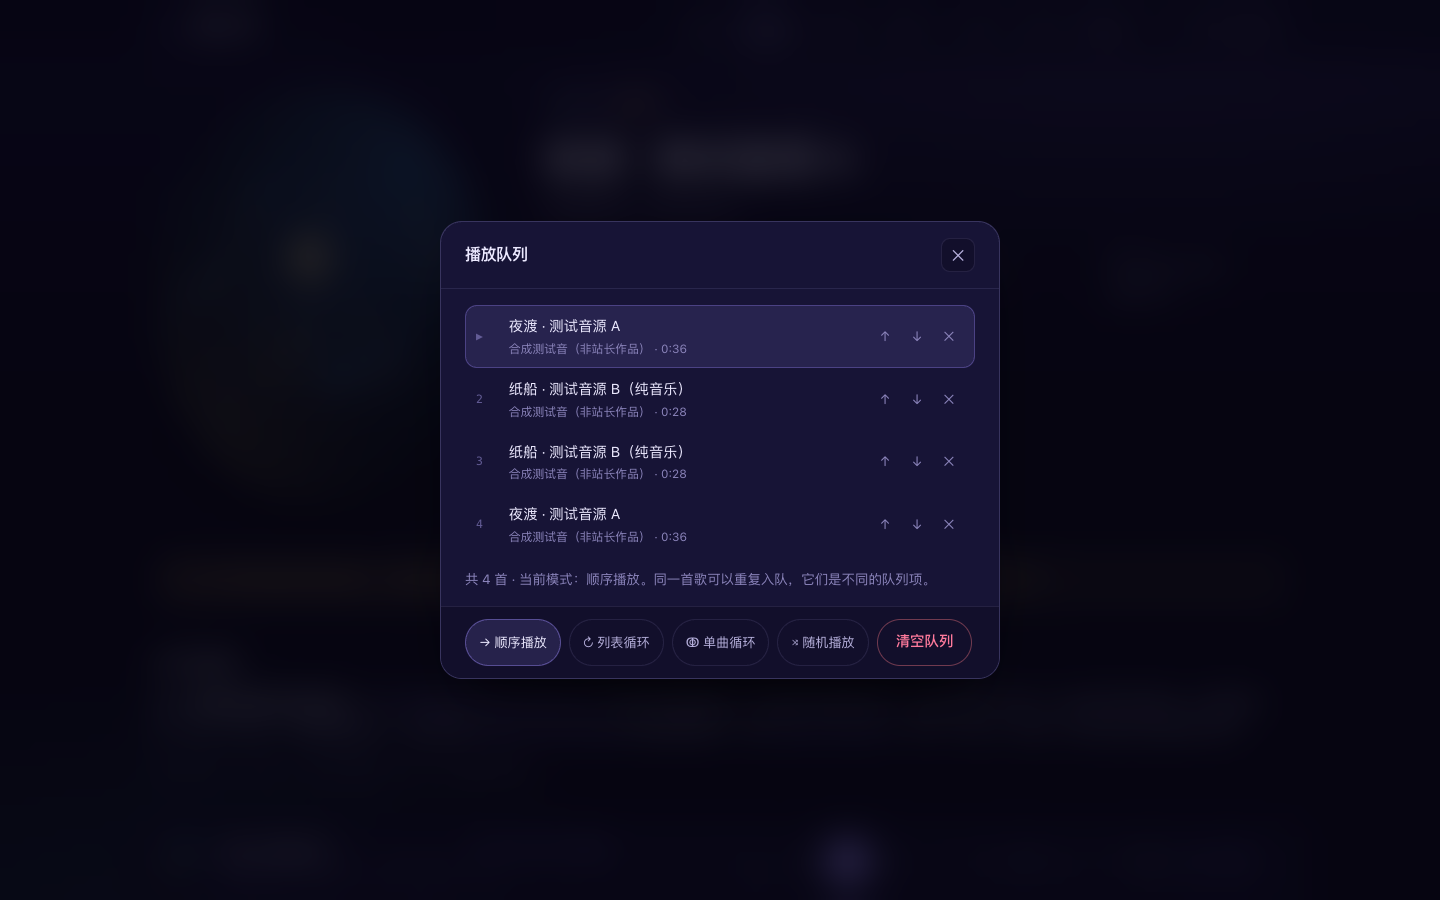 播放队列
夜渡 · 测试音源 A
合成测试音（非站长作品） · 0:36
2
纸船 · 测试音源 B（纯音乐）
合成测试音（非站长作品） · 0:28
3
纸船 · 测试音源 B（纯音乐）
合成测试音（非站长作品） · 0:28
4
夜渡 · 测试音源 A
合成测试音（非站长作品） · 0:36
共 4 首 · 当前模式：顺序播放。同一首歌可以重复入队，它们是不同的队列项。
→ 顺序播放 列表循环 单曲循环 随机播放 清空队列